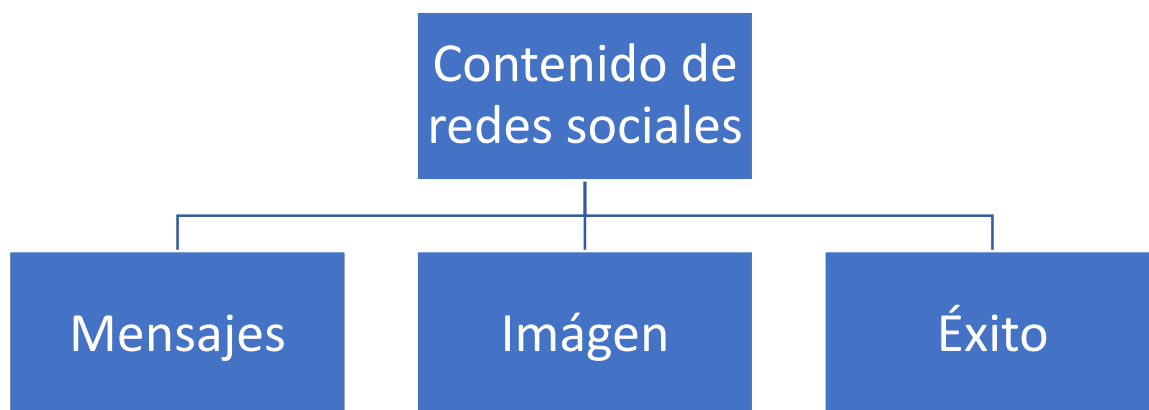 Contenido de
redes sociales
Mensajes
Imágen
Éxito